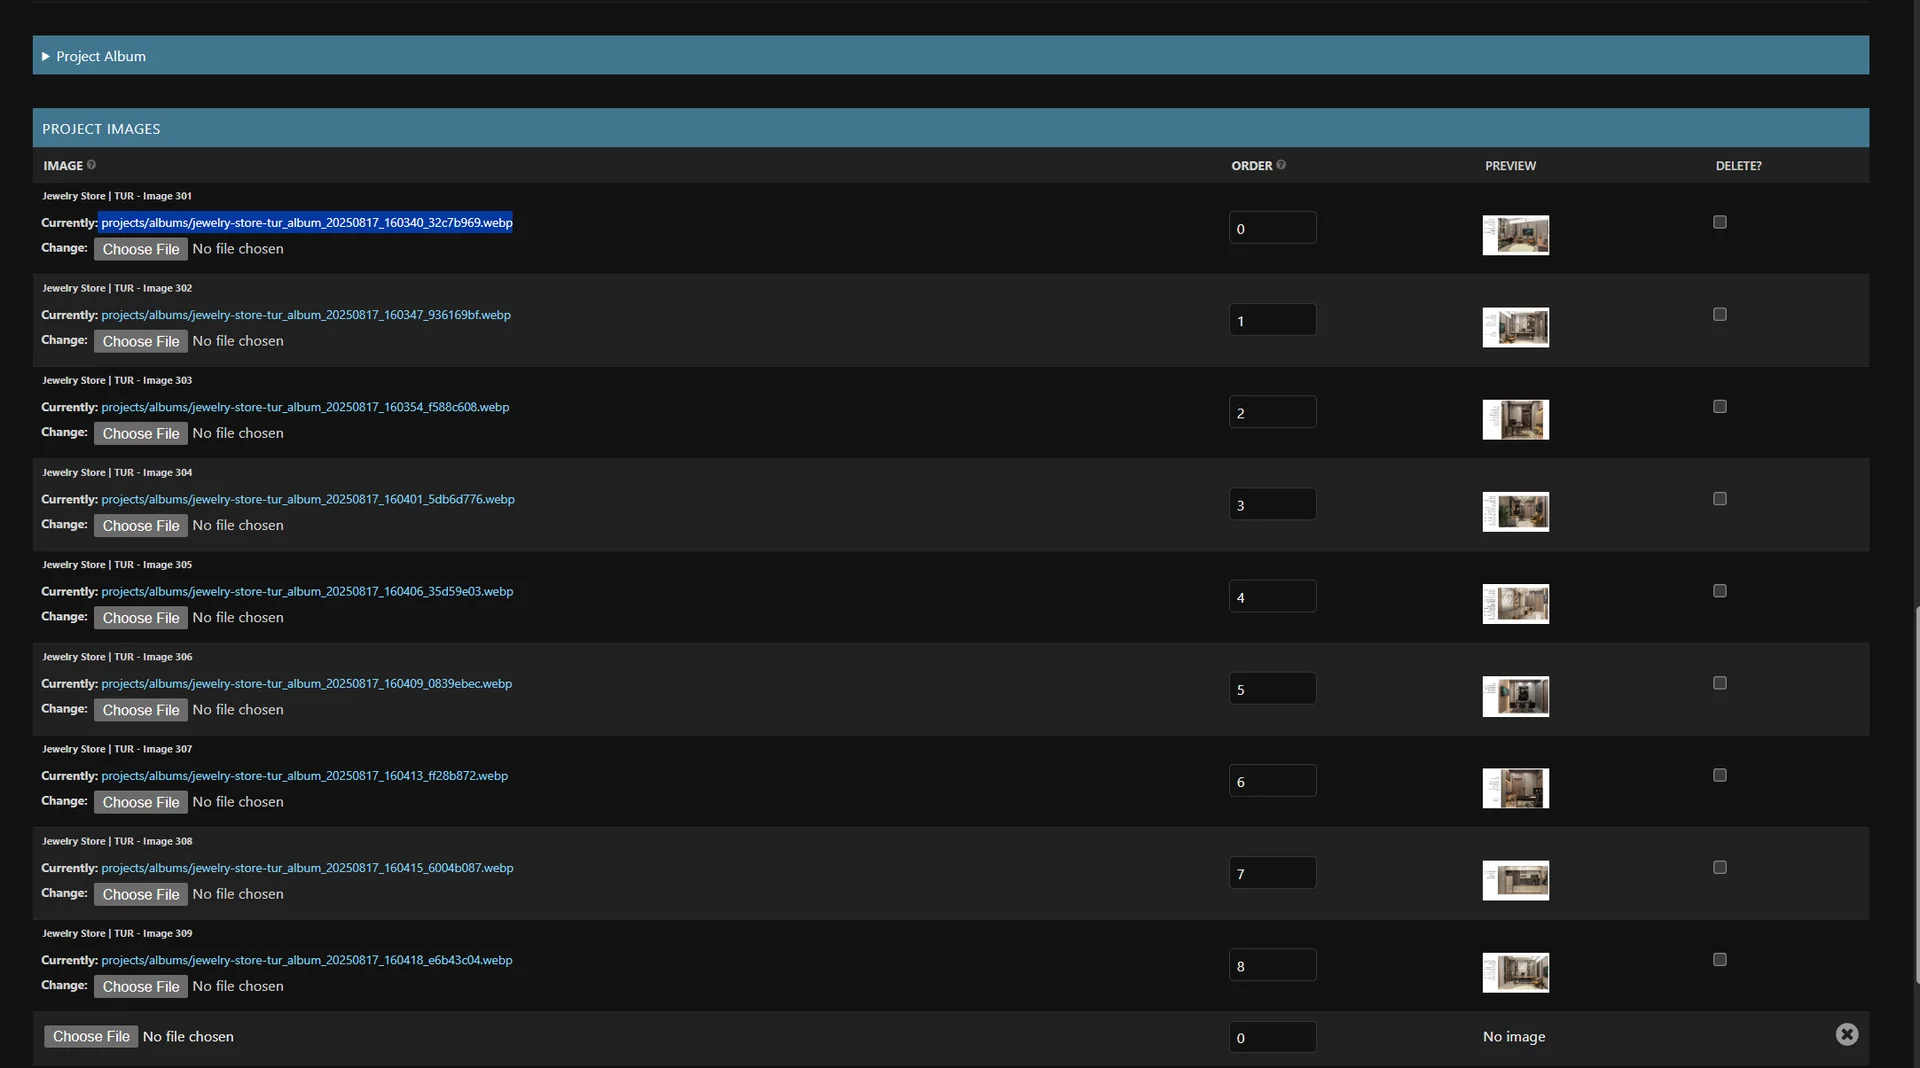 Project Album
PROJECT IMAGES
IMAGE ORDER PREVIEW DELETE?
Jewelry Store | TUR - Image 301
Currently: projects/albums/jewelry-store-tur_album_20250817_160340_32c7b969.webp
0
Change: Choose File No file chosen
Jewelry Store | TUR - Image 302
Currently: projects/albums/jewelry-store-tur_album_20250817_160347_936169bf.webp
1
Change: Choose File No file chosen
Jewelry Store | TUR - Image 303
Currently: projects/albums/jewelry-store-tur_album_20250817_160354_f588c608.webp
2
Change: Choose File No file chosen
Jewelry Store | TUR - Image 304
Currently: projects/albums/jewelry-store-tur_album_20250817_160401_5db6d776.webp
3
Change: Choose File No file chosen
Jewelry Store | TUR - Image 305
Currently: projects/albums/jewelry-store-tur_album_20250817_160406_35d59e03.webp
4
Change: Choose File No file chosen
Jewelry Store | TUR - Image 306
Currently: projects/albums/jewelry-store-tur_album_20250817_160409_0839ebec.webp
5
Change: Choose File No file chosen
Jewelry Store | TUR - Image 307
Currently: projects/albums/jewelry-store-tur_album_20250817_160413_ff28b872.webp
6
Change: Choose File No file chosen
Jewelry Store | TUR - Image 308
Currently: projects/albums/jewelry-store-tur_album_20250817_160415_6004b087.webp
7
Change: Choose File No file chosen
Jewelry Store | TUR - Image 309
Currently: projects/albums/jewelry-store-tur_album_20250817_160418_e6b43c04.webp
8
Change: Choose File No file chosen
Choose File No file chosen 0 No image